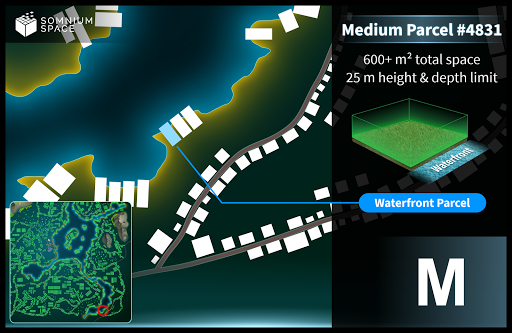 SOMNIUM
SPACE
Medium Parcel #4831
600+ m² total space
25 m height & depth limit
Waterfront
Waterfront Parcel
M